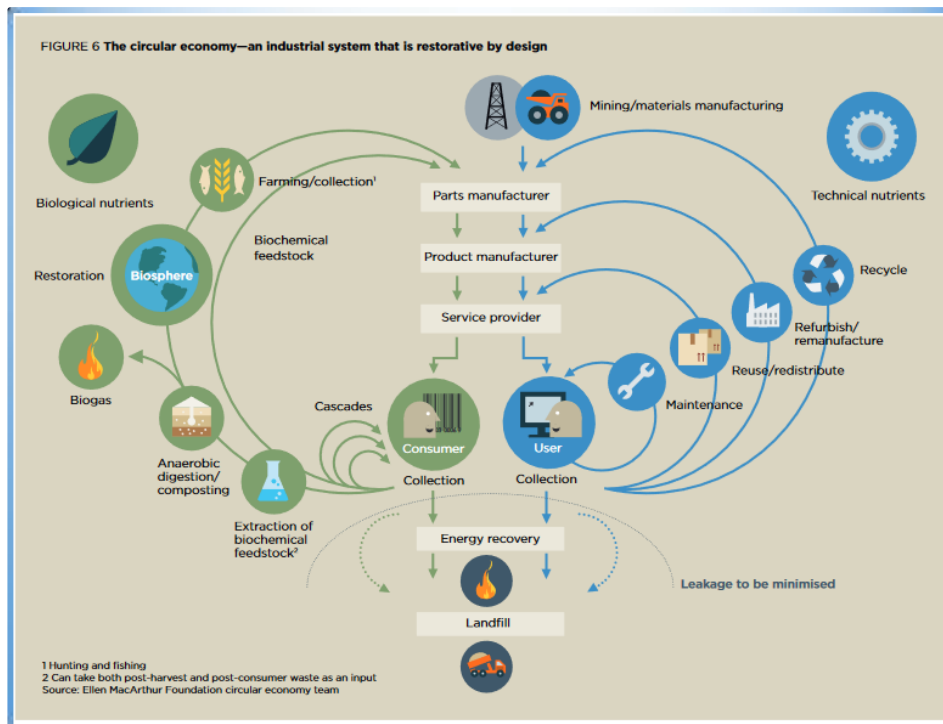 FIGURE 6 The circular economy—an industrial system that is restorative by design
Mining/materials manufacturing
Biological nutrients
Farming/collection¹
Parts manufacturer
Technical nutrients
Biochemical
feedstock
Product manufacturer
Restoration
Biosphere
Recycle
Service provider
Refurbish/
remanufacture
Biogas
Reuse/redistribute
Cascades
Maintenance
Consumer
User
Anaerobic
digestion/
composting
Collection
Collection
Extraction of
biochemical
feedstock²
Energy recovery
Leakage to be minimised
Landfill
1 Hunting and fishing
2 Can take both post-harvest and post-consumer waste as an input
Source: Ellen MacArthur Foundation circular economy team